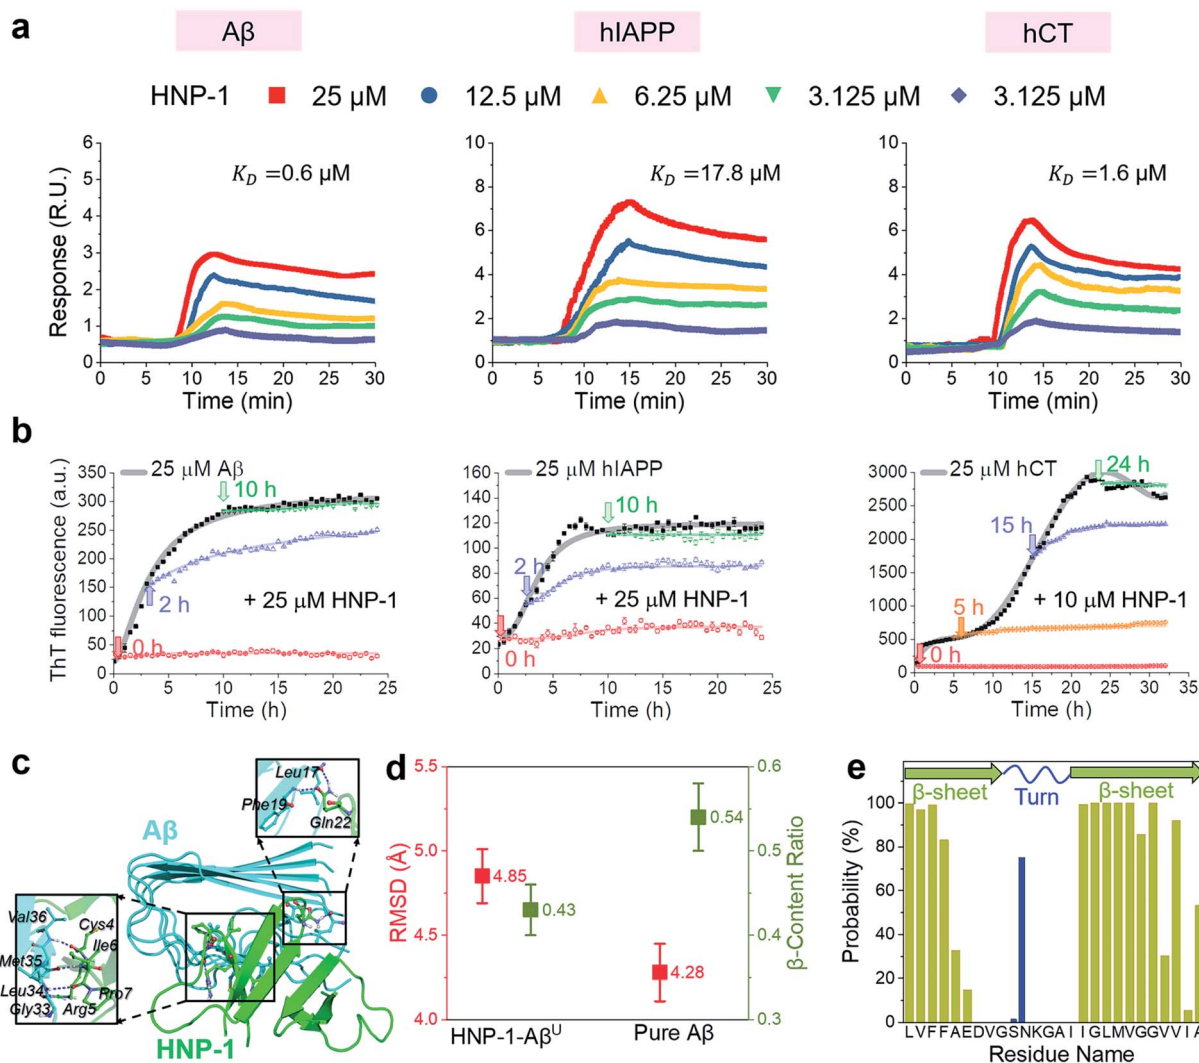 a
Aβ
hIAPP
hCT
HNP-1 25 μM 12.5 μM 6.25 μM 3.125 μM 3.125 μM
Response (R.U.)
6
5
4
3
2
1
0
K_D =0.6 μM
0 5 10 15 20 25 30
Time (min)
10
8
6
4
2
0
K_D =17.8 μM
0 5 10 15 20 25 30
Time (min)
10
8
6
4
2
0
K_D =1.6 μM
0 5 10 15 20 25 30
Time (min)
b
ThT fluorescence (a.u.)
350
300
250
200
150
100
50
0
25 μM Aβ
10 h
2 h
+ 25 μM HNP-1
0 h
0 5 10 15 20 25
Time (h)
160
140
120
100
80
60
40
20
0
25 μM hIAPP
10 h
2 h
+ 25 μM HNP-1
0 h
0 5 10 15 20 25
Time (h)
3000
2500
2000
1500
1000
500
0
25 μM hCT
24 h
15 h
+ 10 μM HNP-1
5 h
0 h
0 5 10 15 20 25 30 35
Time (h)
c
Leu17
Phe19
Gln22
Aβ
Val36
Cys4
Ile6
Met35
Leu34
Pro7
Gly33
Arg5
HNP-1
d
RMSD (Å)
5.5
5.0
4.5
4.0
4.85
0.43
4.28
0.54
0.6
0.5
0.4
0.3
β-Content Ratio
HNP-1-Aβᵁ Pure Aβ
e
β-sheet Turn β-sheet
Probability (%)
100
80
60
40
20
0
LVFFAEDVGSNKGAIIGLMVGGVVIA
Residue Name